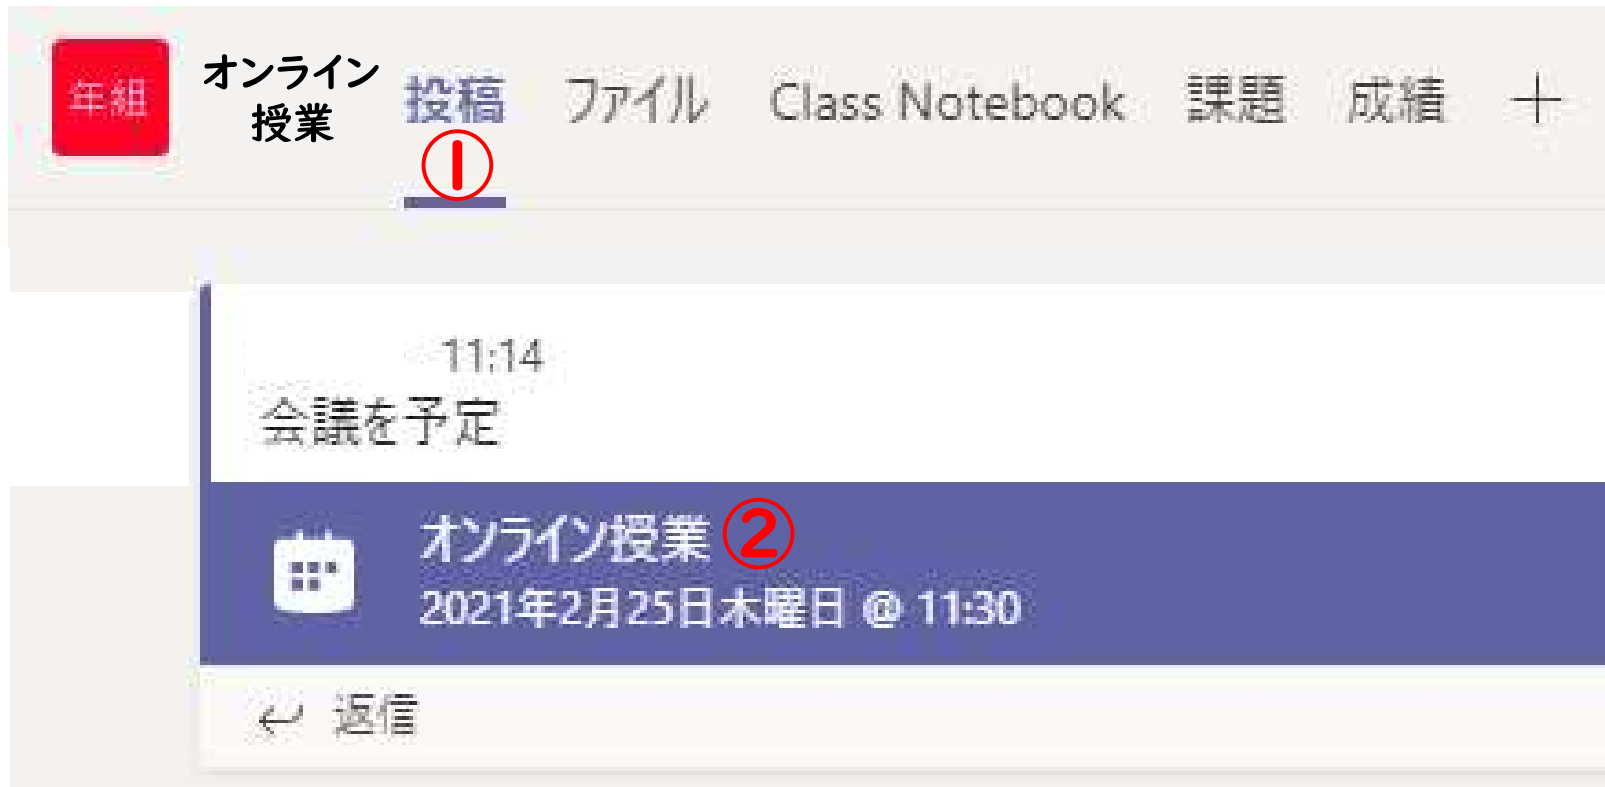 年組
オンライン
授業
投稿 ファイル Class Notebook 課題 成績 +
①
11:14
会議を予定
オンライン授業 ②
2021年2月25日木曜日 @ 11:30
返信